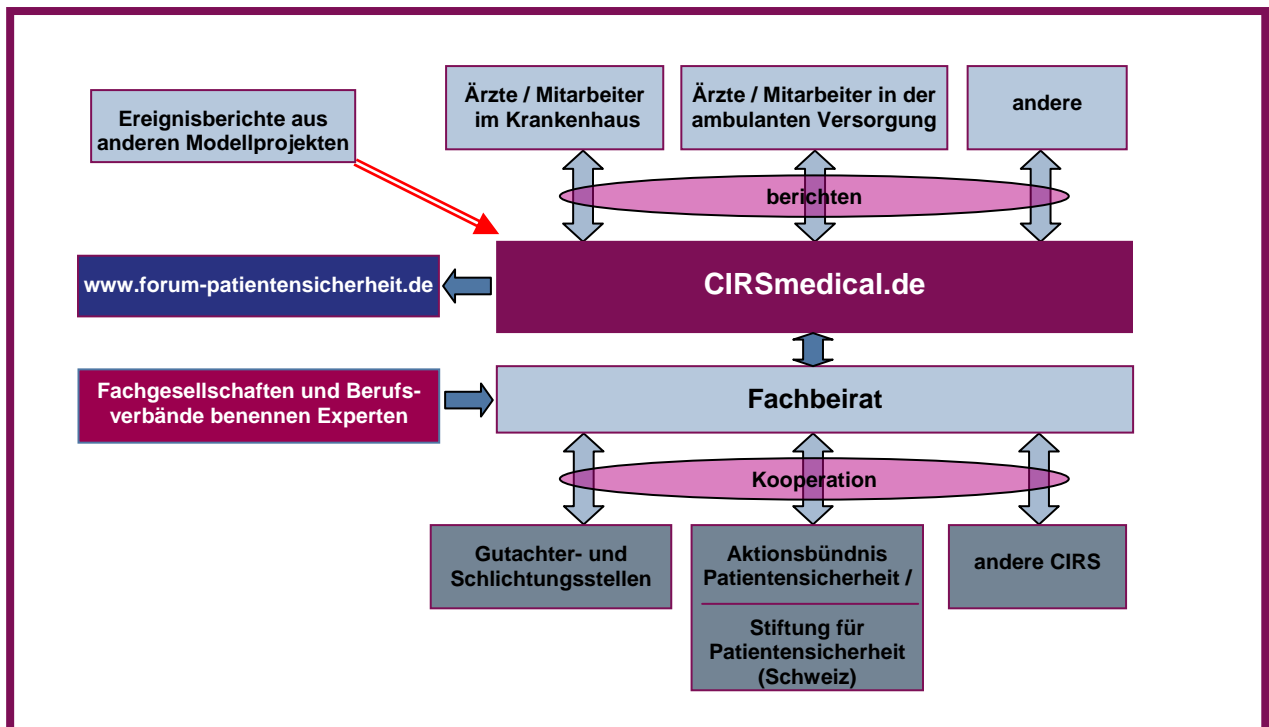 Ärzte / Mitarbeiter
im Krankenhaus
Ärzte / Mitarbeiter in der
ambulanten Versorgung
andere
Ereignisberichte aus
anderen Modellprojekten
berichten
www.forum-patientensicherheit.de
CIRSmedical.de
Fachgesellschaften und Berufs-
verbände benennen Experten
Fachbeirat
Kooperation
Gutachter- und
Schlichtungsstellen
Aktionsbündnis
Patientensicherheit /
Stiftung für
Patientensicherheit
(Schweiz)
andere CIRS